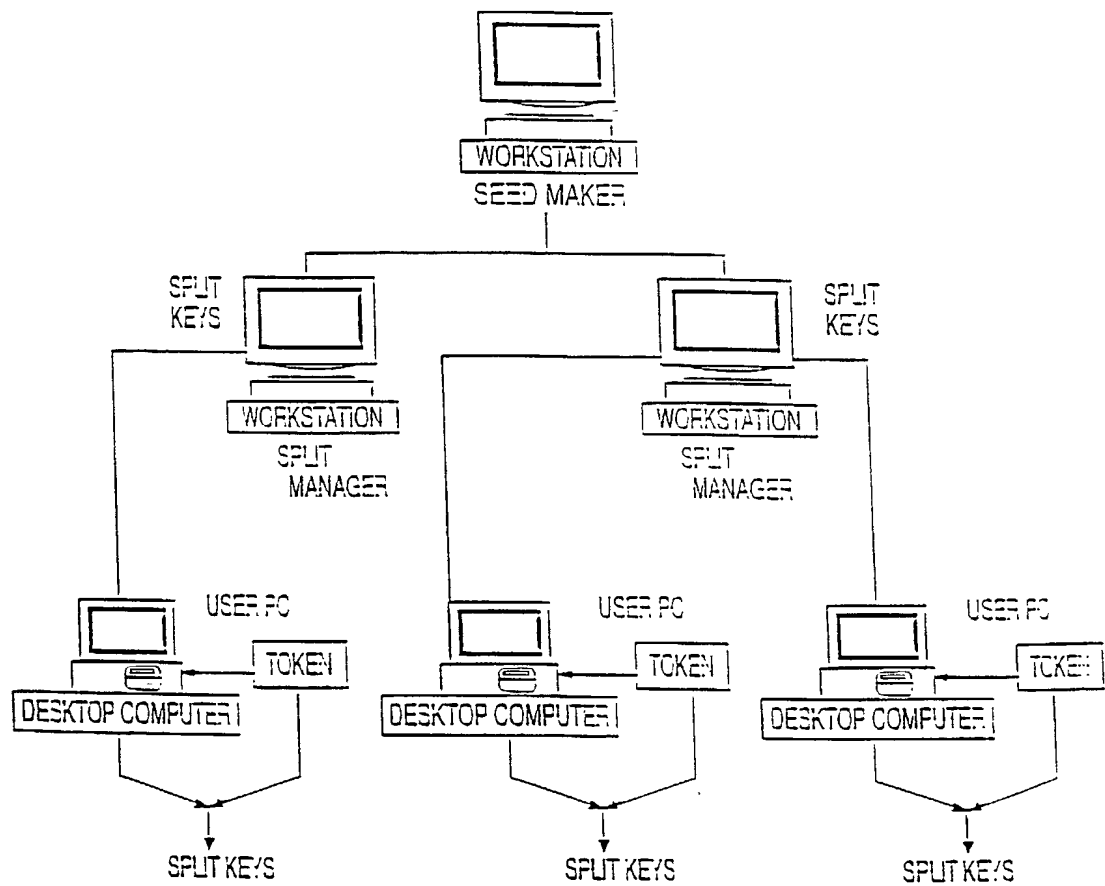 WORKSTATION
SEED MAKER
SPLIT
KEYS
SPLIT
KEYS
WORKSTATION
WORKSTATION
SPLIT
MANAGER
SPLIT
MANAGER
USER PC
USER PC
USER PC
TOKEN
TOKEN
TOKEN
DESKTOP COMPUTER
DESKTOP COMPUTER
DESKTOP COMPUTER
SPLIT KEYS
SPLIT KEYS
SPLIT KEYS